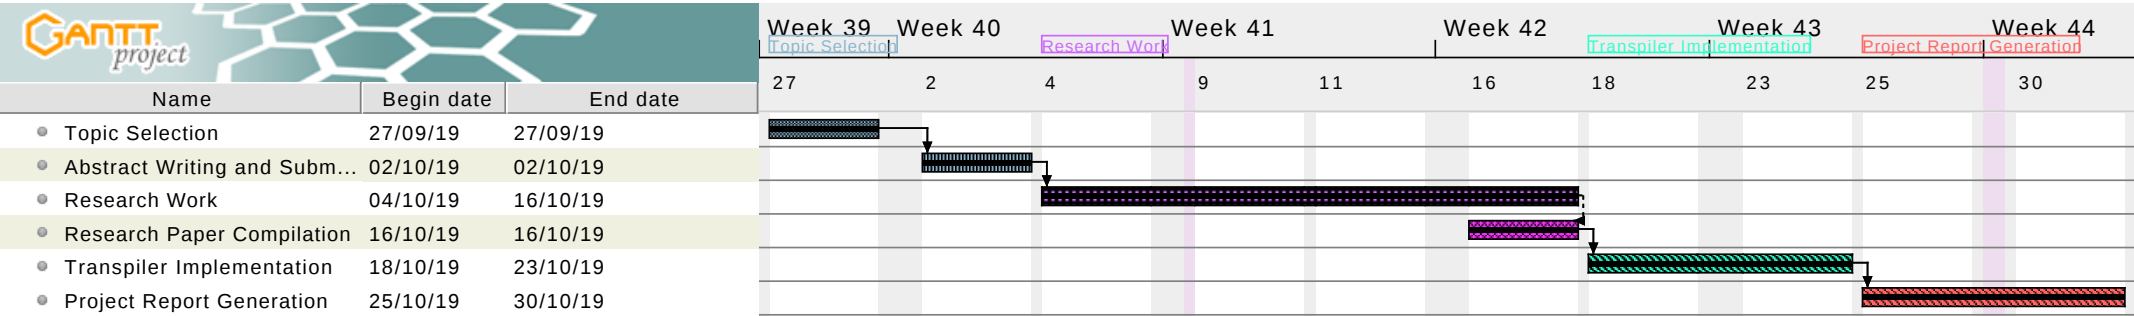 GANTT
project
Week 39 Week 40 Week 41 Week 42 Week 43 Week 44
Topic Selection Research Work Transpiler Implementation Project Report Generation
27 2 4 9 11 16 18 23 25 30
Name Begin date End date
Topic Selection 27/09/19 27/09/19
Abstract Writing and Subm... 02/10/19 02/10/19
Research Work 04/10/19 16/10/19
Research Paper Compilation 16/10/19 16/10/19
Transpiler Implementation 18/10/19 23/10/19
Project Report Generation 25/10/19 30/10/19